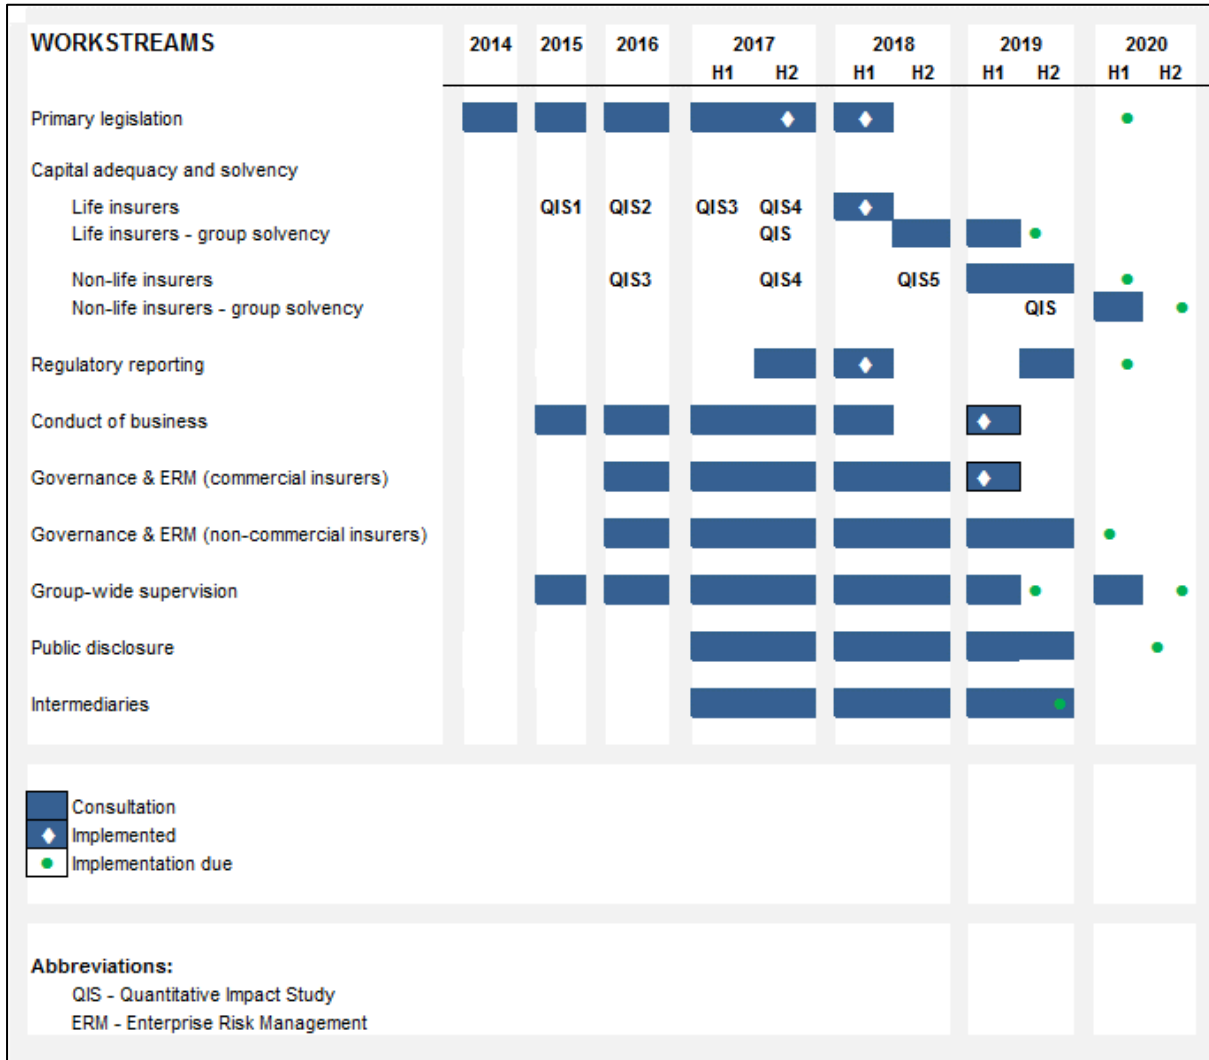 WORKSTREAMS 2014 2015 2016 2017 2018 2019 2020
H1 H2 H1 H2 H1 H2 H1 H2
Primary legislation
Capital adequacy and solvency
Life insurers QIS1 QIS2 QIS3 QIS4
Life insurers - group solvency QIS
Non-life insurers QIS3 QIS4 QIS5
Non-life insurers - group solvency QIS
Regulatory reporting
Conduct of business
Governance & ERM (commercial insurers)
Governance & ERM (non-commercial insurers)
Group-wide supervision
Public disclosure
Intermediaries
Consultation
Implemented
Implementation due
Abbreviations:
QIS - Quantitative Impact Study
ERM - Enterprise Risk Management